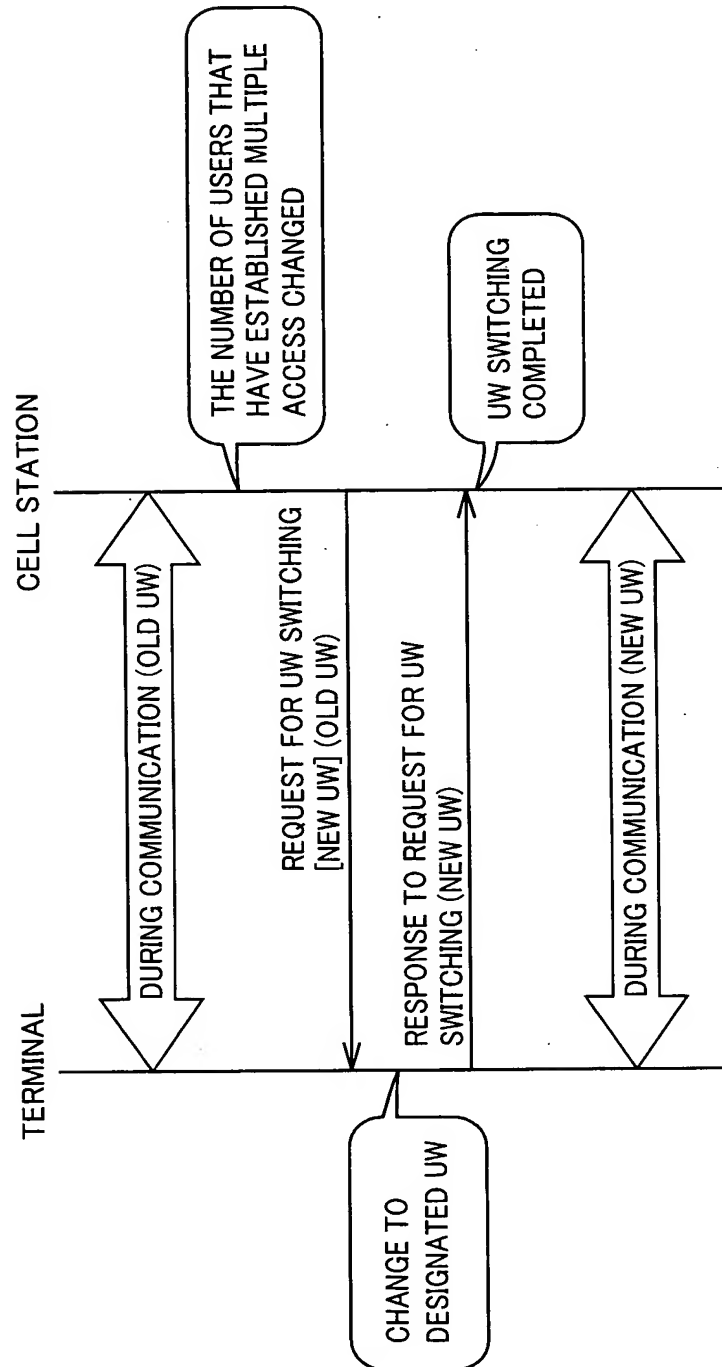 TERMINAL
CELL STATION
DURING COMMUNICATION (OLD UW)
THE NUMBER OF USERS THAT
HAVE ESTABLISHED MULTIPLE
ACCESS CHANGED
REQUEST FOR UW SWITCHING
[NEW UW] (OLD UW)
CHANGE TO
DESIGNATED UW
RESPONSE TO REQUEST FOR UW
SWITCHING (NEW UW)
UW SWITCHING
COMPLETED
DURING COMMUNICATION (NEW UW)